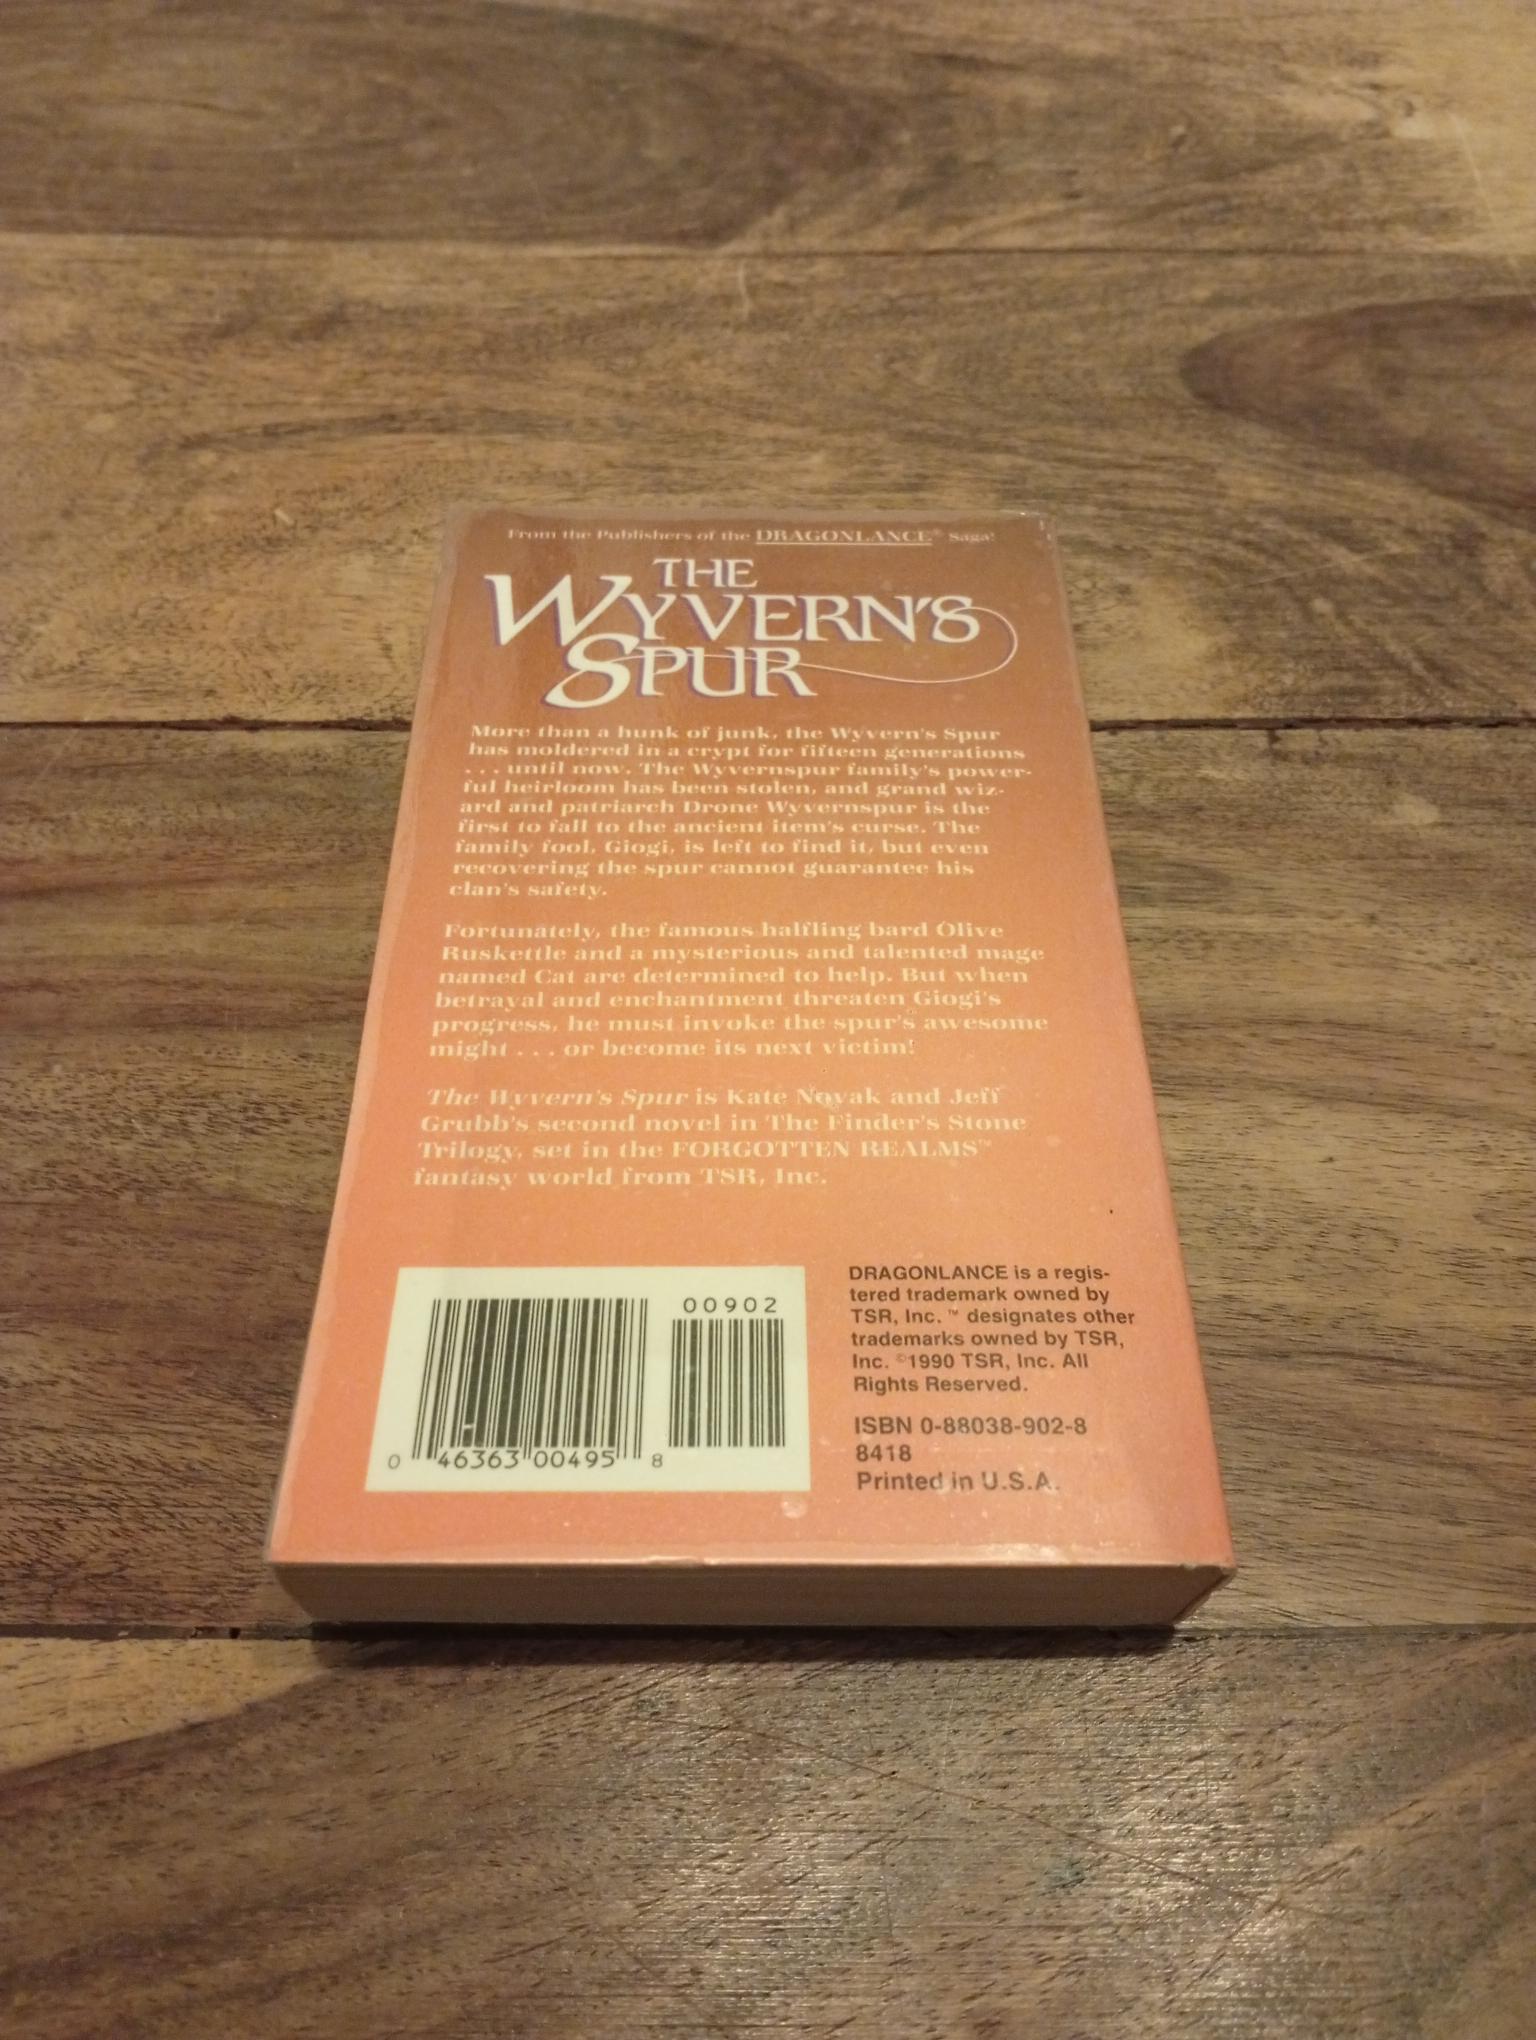 From the Publishers of the DRAGONLANCE® Saga!
THE
WYVERN'S
SPUR
More than a hunk of junk, the Wyvern's Spur
has moldered in a crypt for fifteen generations
. . . until now. The Wyvernspur family's power-
ful heirloom has been stolen, and grand wiz-
ard and patriarch Drone Wyvernspur is the
first to fall to the ancient item's curse. The
family fool, Giogi, is left to find it, but even
recovering the spur cannot guarantee his
clan's safety.
Fortunately, the famous halfling bard Olive
Ruskettle and a mysterious and talented mage
named Cat are determined to help. But when
betrayal and enchantment threaten Giogi's
progress, he must invoke the spur's awesome
might . . . or become its next victim!
The Wyvern's Spur is Kate Novak and Jeff
Grubb's second novel in The Finder's Stone
Trilogy, set in the FORGOTTEN REALMS™
fantasy world from TSR, Inc.
00902
0 46363 00495 8
DRAGONLANCE is a regis-
tered trademark owned by
TSR, Inc. ™ designates other
trademarks owned by TSR,
Inc. ©1990 TSR, Inc. All
Rights Reserved.
ISBN 0-88038-902-8
8418
Printed in U.S.A.